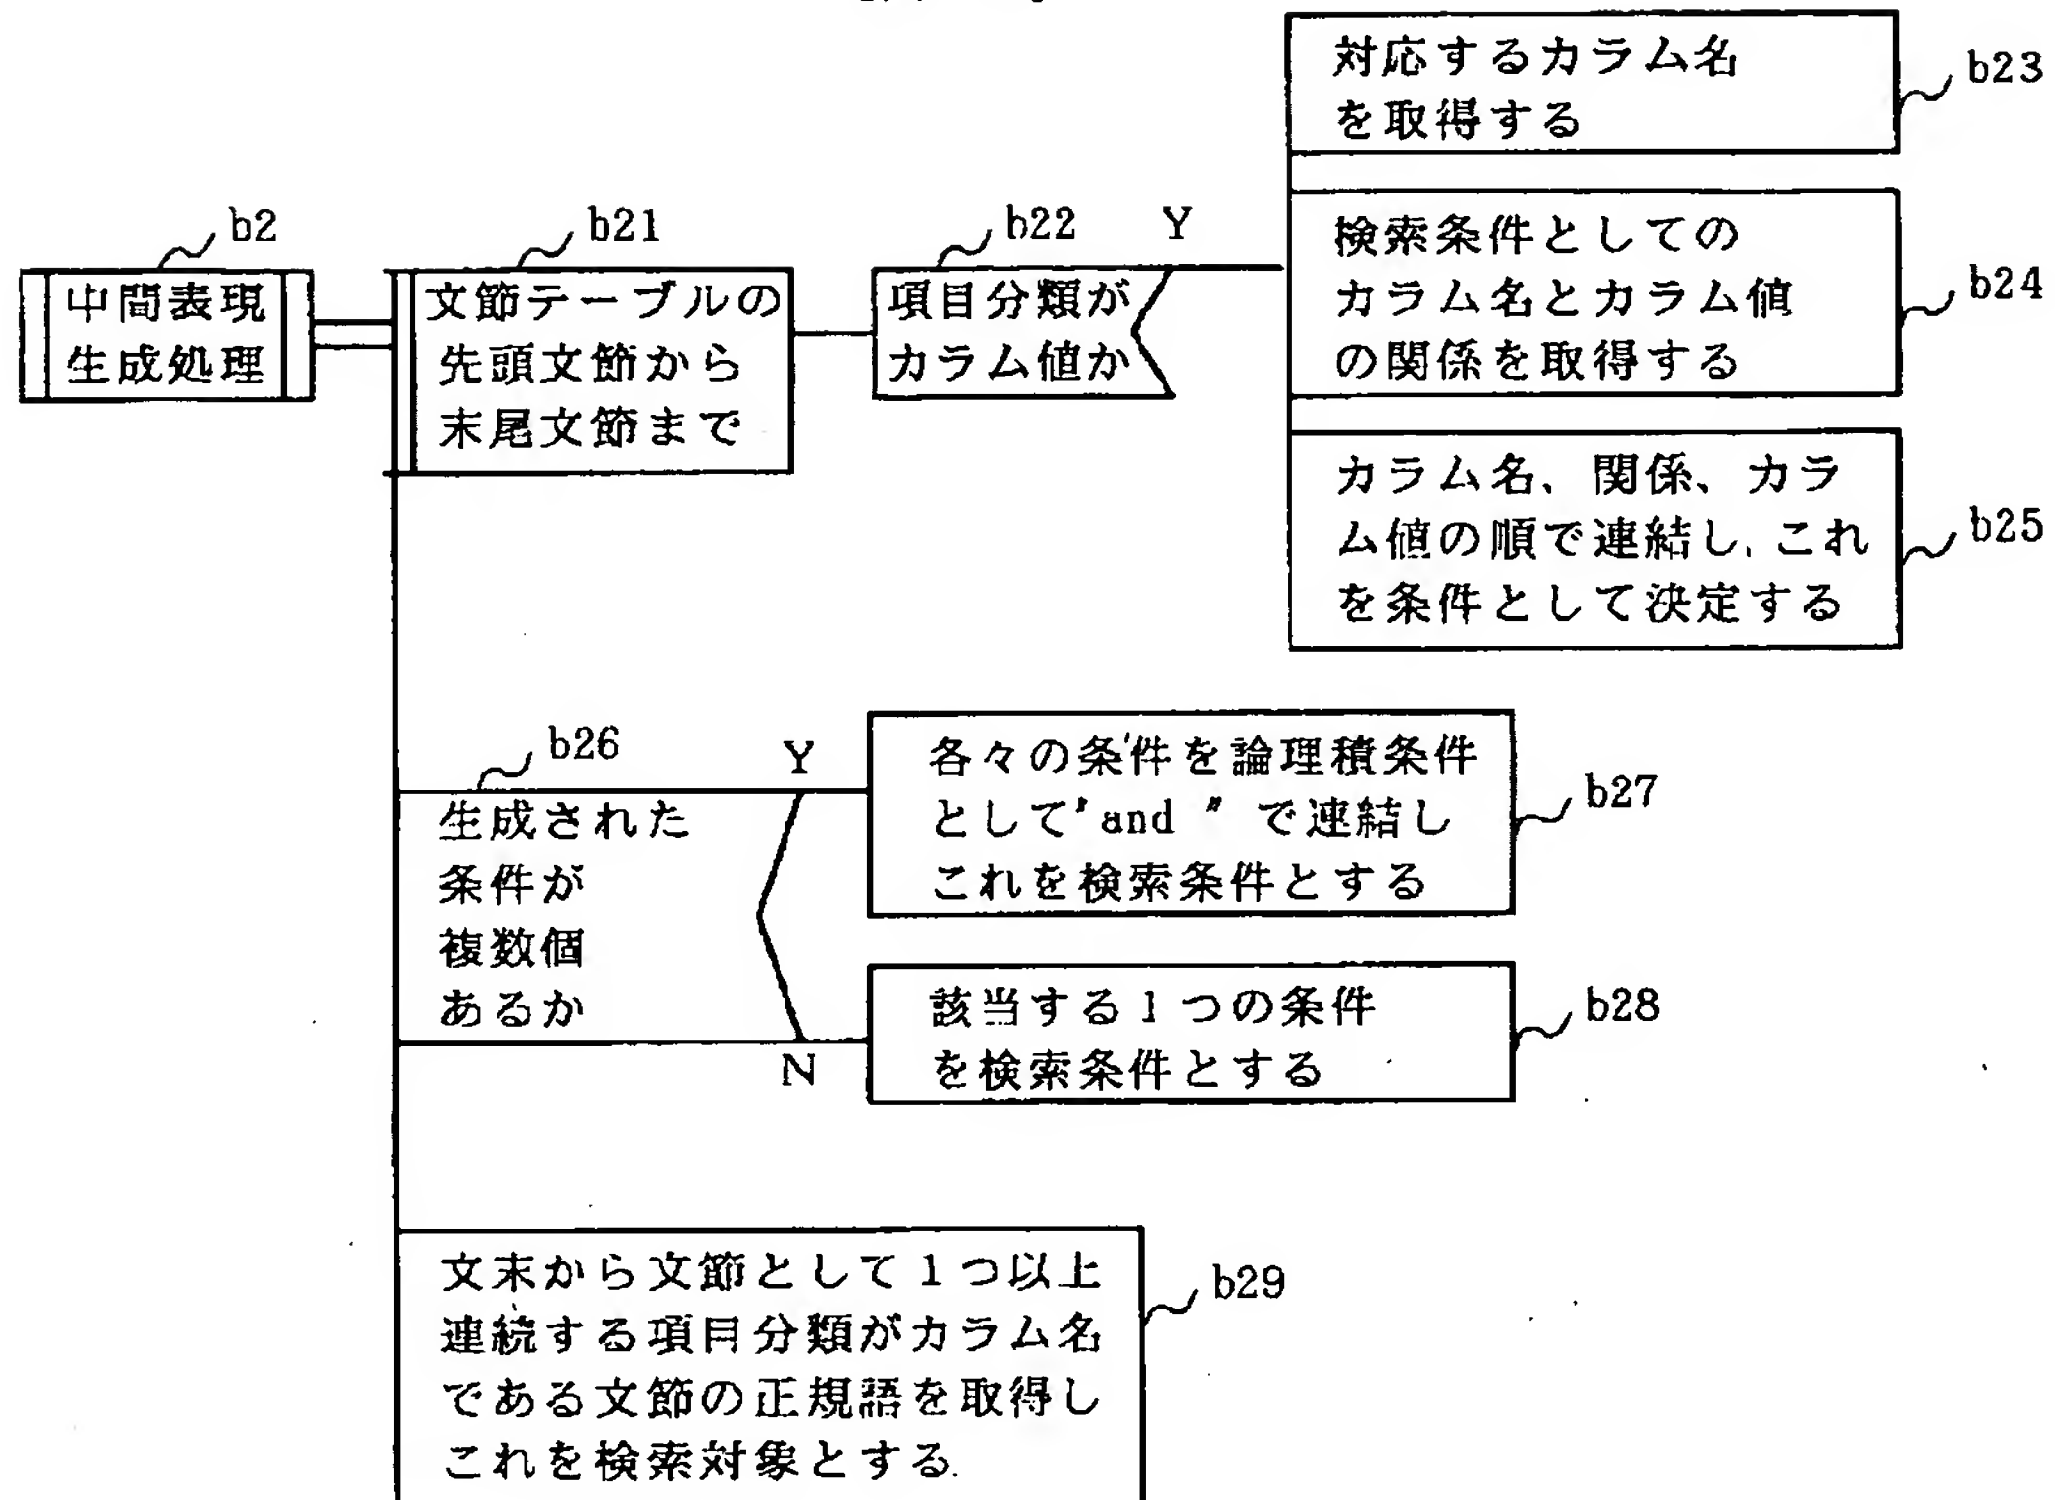 対応するカラム名
を取得する
b23
検索条件としての
カラム名とカラム値
の関係を取得する
b24
カラム名、関係、カラ
ム値の順で連結し、これ
を条件として決定する
b25
b2
中間表現
生成処理
b21
文節テーブルの
先頭文節から
末尾文節まで
b22
Y
項目分類が
カラム値か
b26
Y
生成された
条件が
複数個
あるか
N
各々の条件を論理積条件
として"and "で連結し
これを検索条件とする
b27
該当する1つの条件
を検索条件とする
b28
文末から文節として1つ以上
連続する項目分類がカラム名
である文節の正規語を取得し
これを検索対象とする.
b29